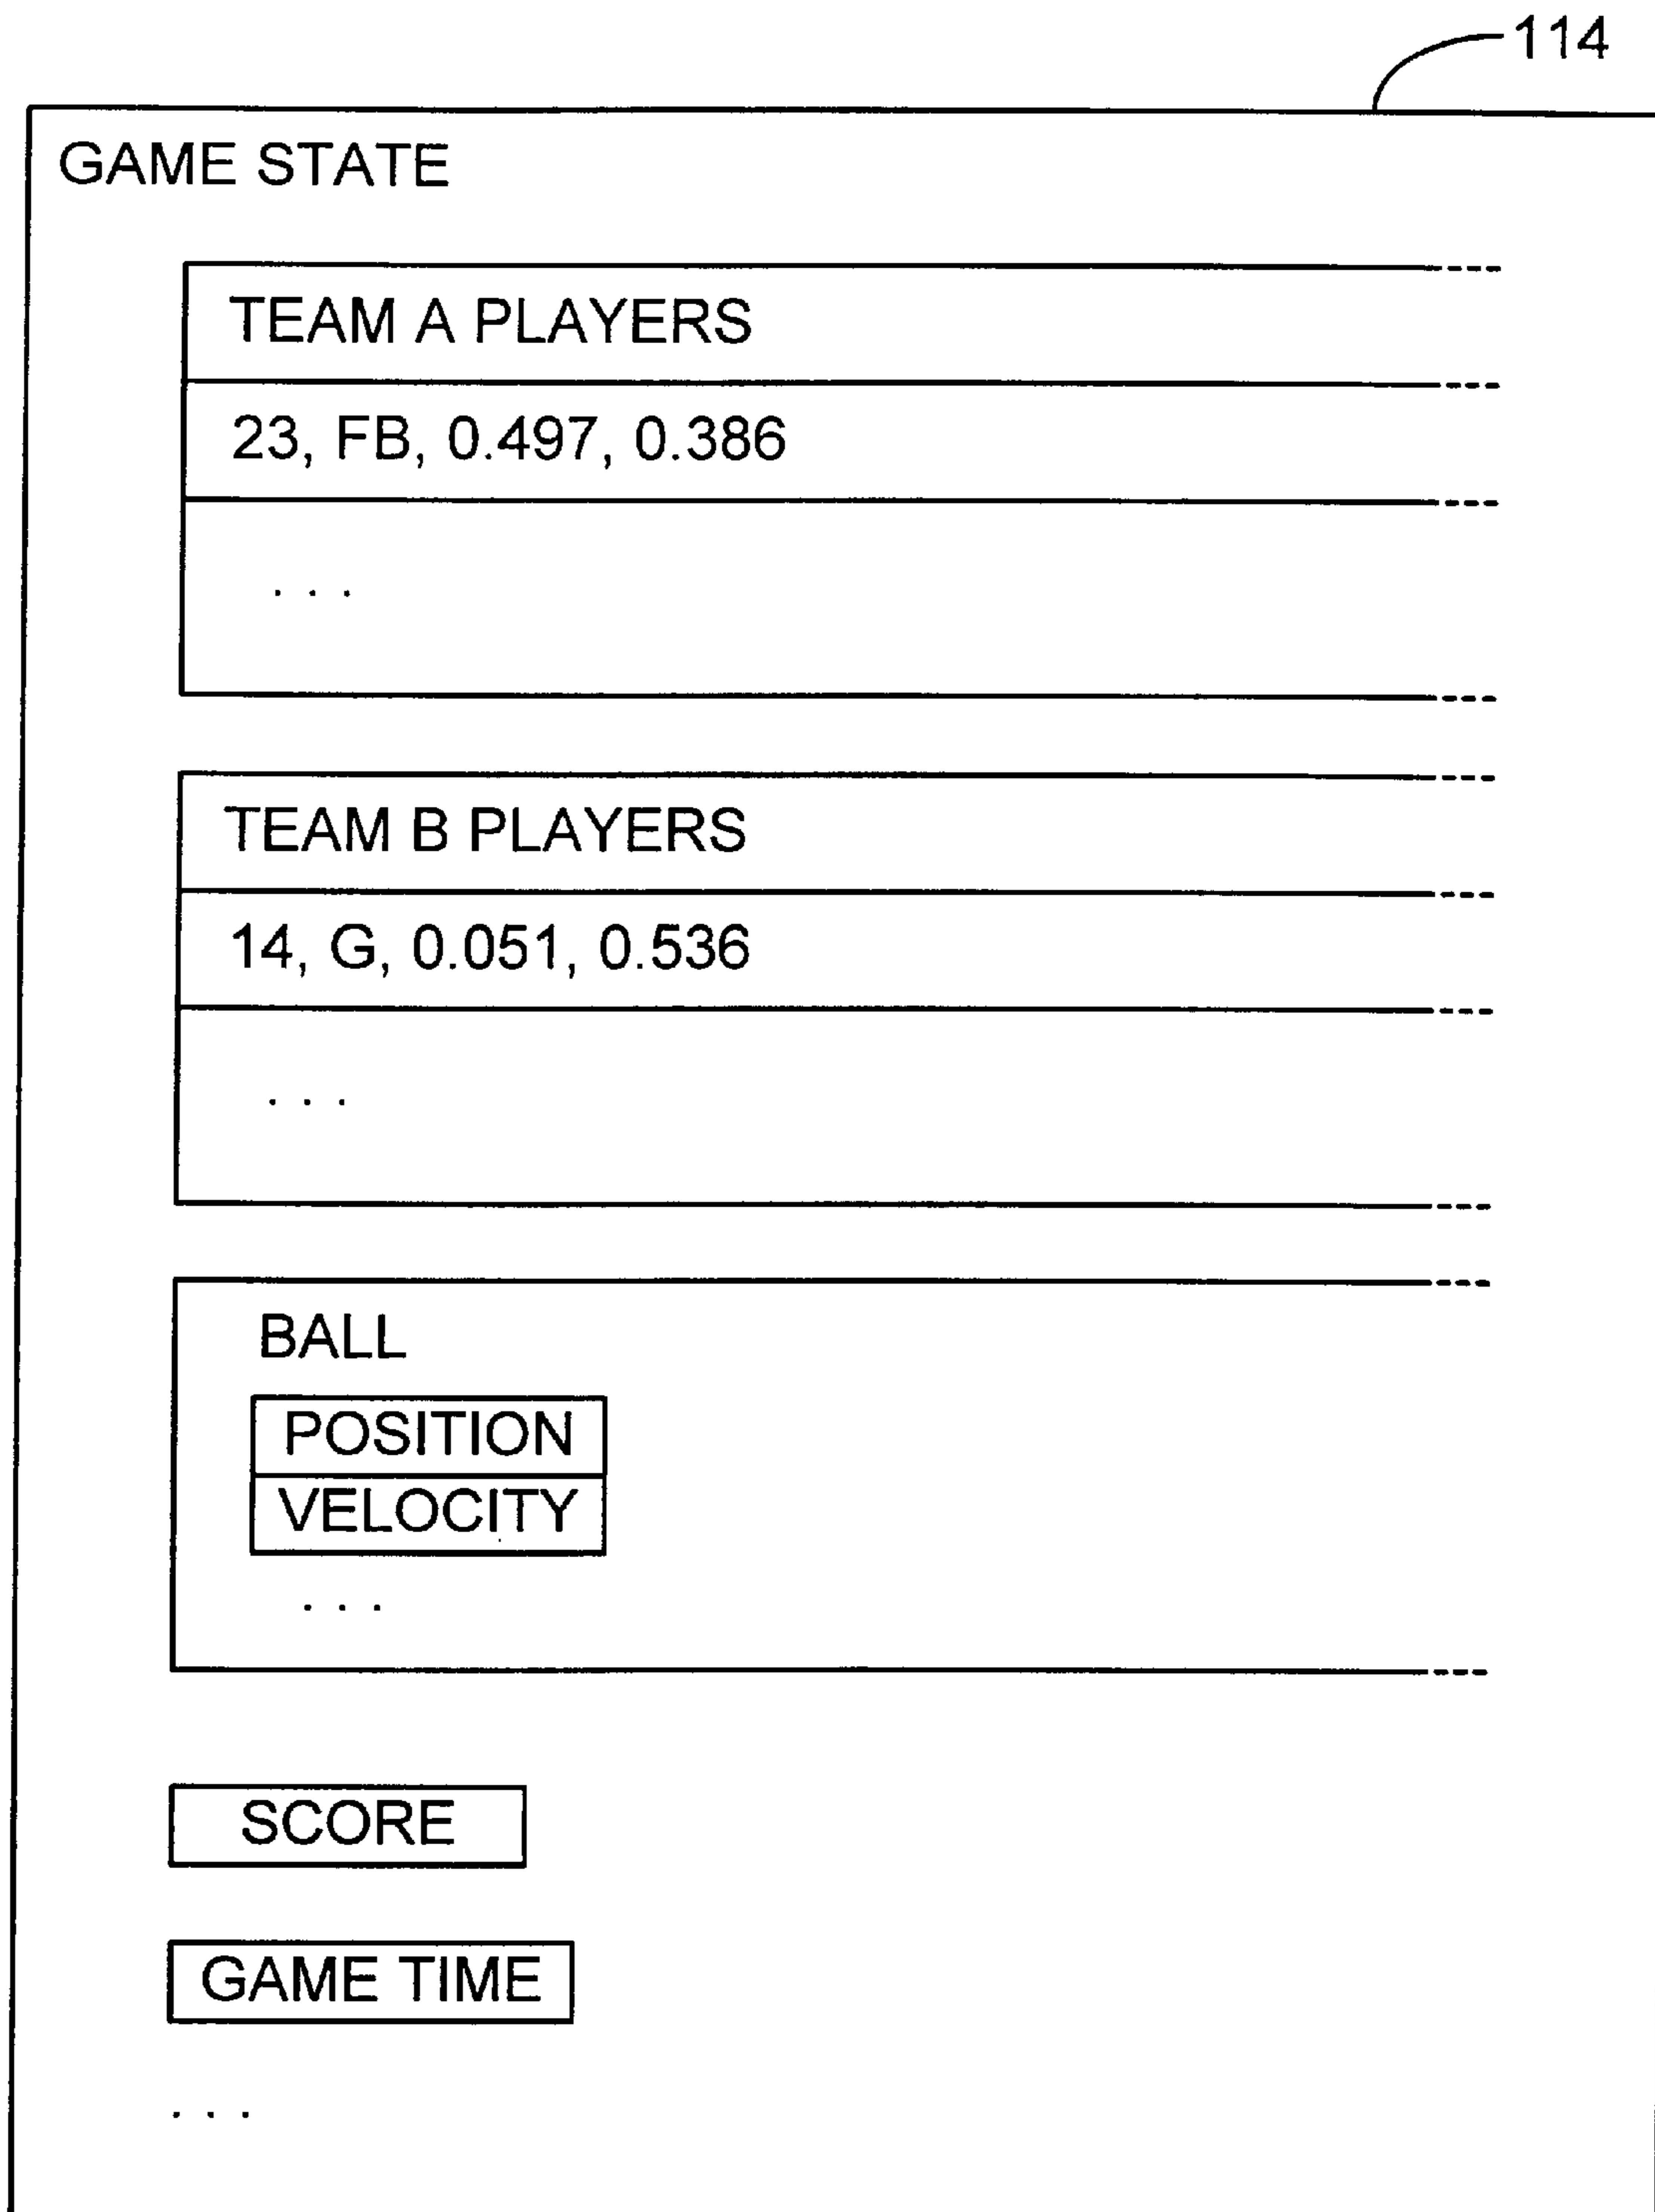 114
GAME STATE
TEAM A PLAYERS
23, FB, 0.497, 0.386
. . .
TEAM B PLAYERS
14, G, 0.051, 0.536
. . .
BALL
POSITION
VELOCITY
. . .
SCORE
GAME TIME
. . .